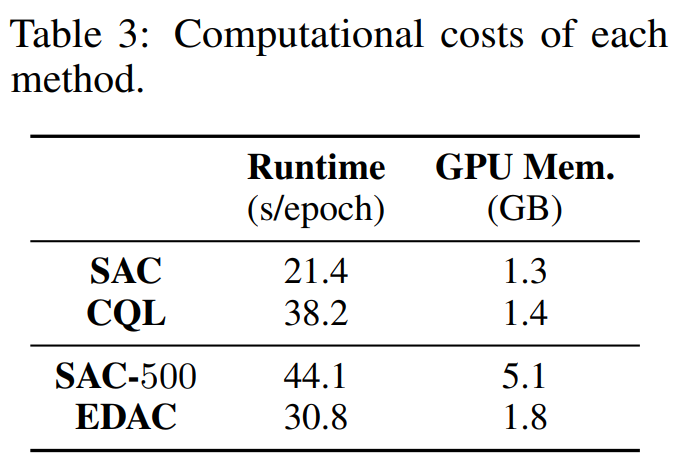 Table 3: Computational costs of each
method.
Runtime GPU Mem.
(s/epoch) (GB)
SAC 21.4 1.3
CQL 38.2 1.4
SAC-500 44.1 5.1
EDAC 30.8 1.8